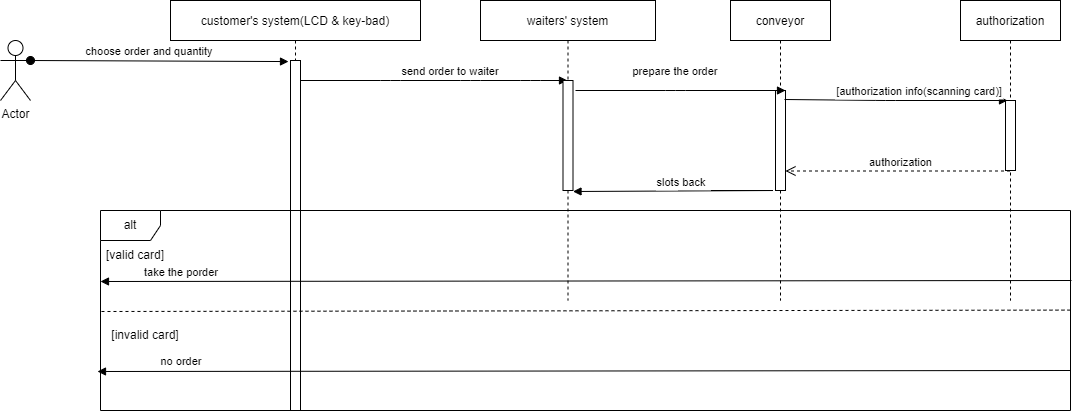 customer's system(LCD & key-bad)
waiters' system
conveyor
authorization
choose order and quantity
send order to waiter
prepare the order
[authorization info(scanning card)]
Actor
authorization
slots back
alt
[valid card]
take the porder
[invalid card]
no order